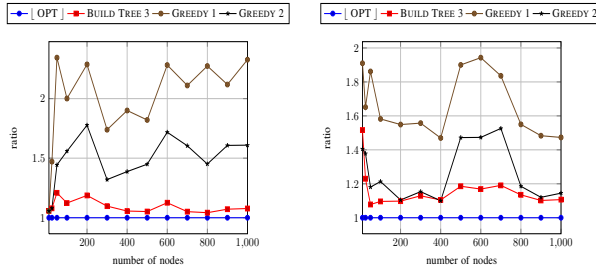 ⌊ OPT ⌋ BUILD TREE 3 GREEDY 1 GREEDY 2
2
1.5
1
ratio
200 400 600 800 1,000
number of nodes
⌊ OPT ⌋ BUILD TREE 3 GREEDY 1 GREEDY 2
2
1.8
1.6
1.4
1.2
1
ratio
200 400 600 800 1,000
number of nodes